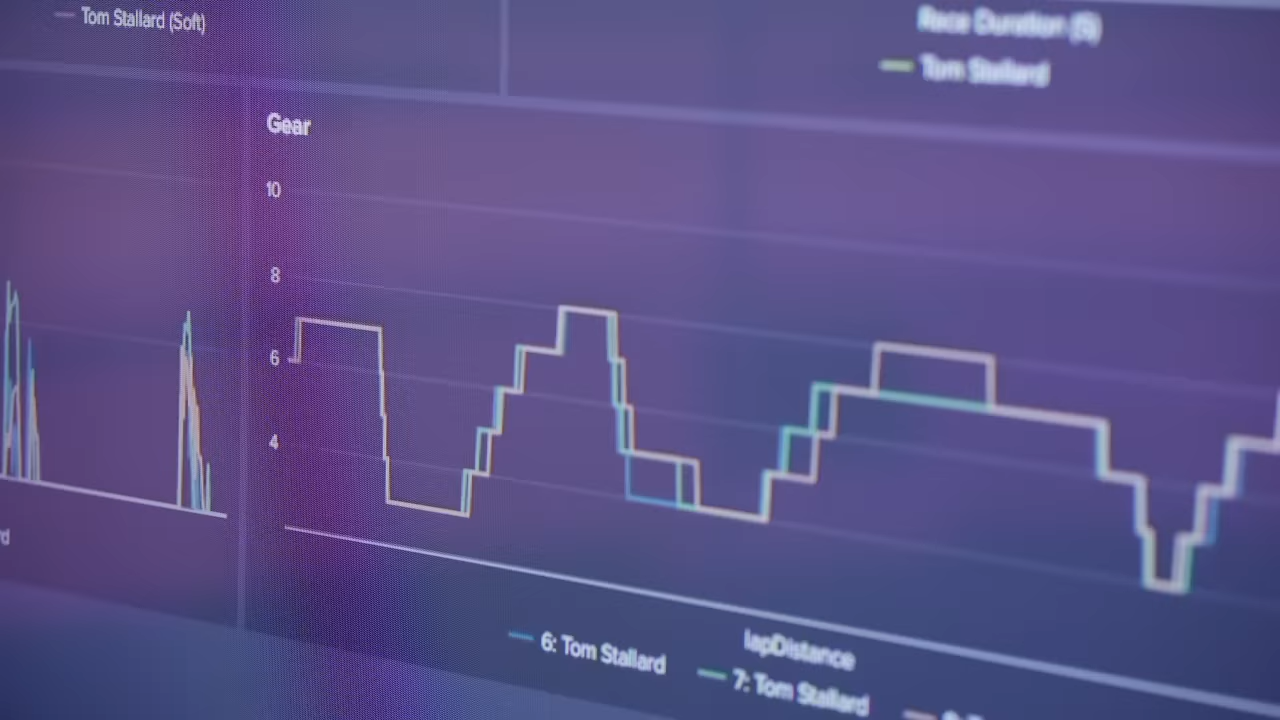 Tom Stallard (Soft)
Race Duration (S)
Tom Stallard
Gear
10
8
6
4
lapDistance
6: Tom Stallard
7: Tom Stallard